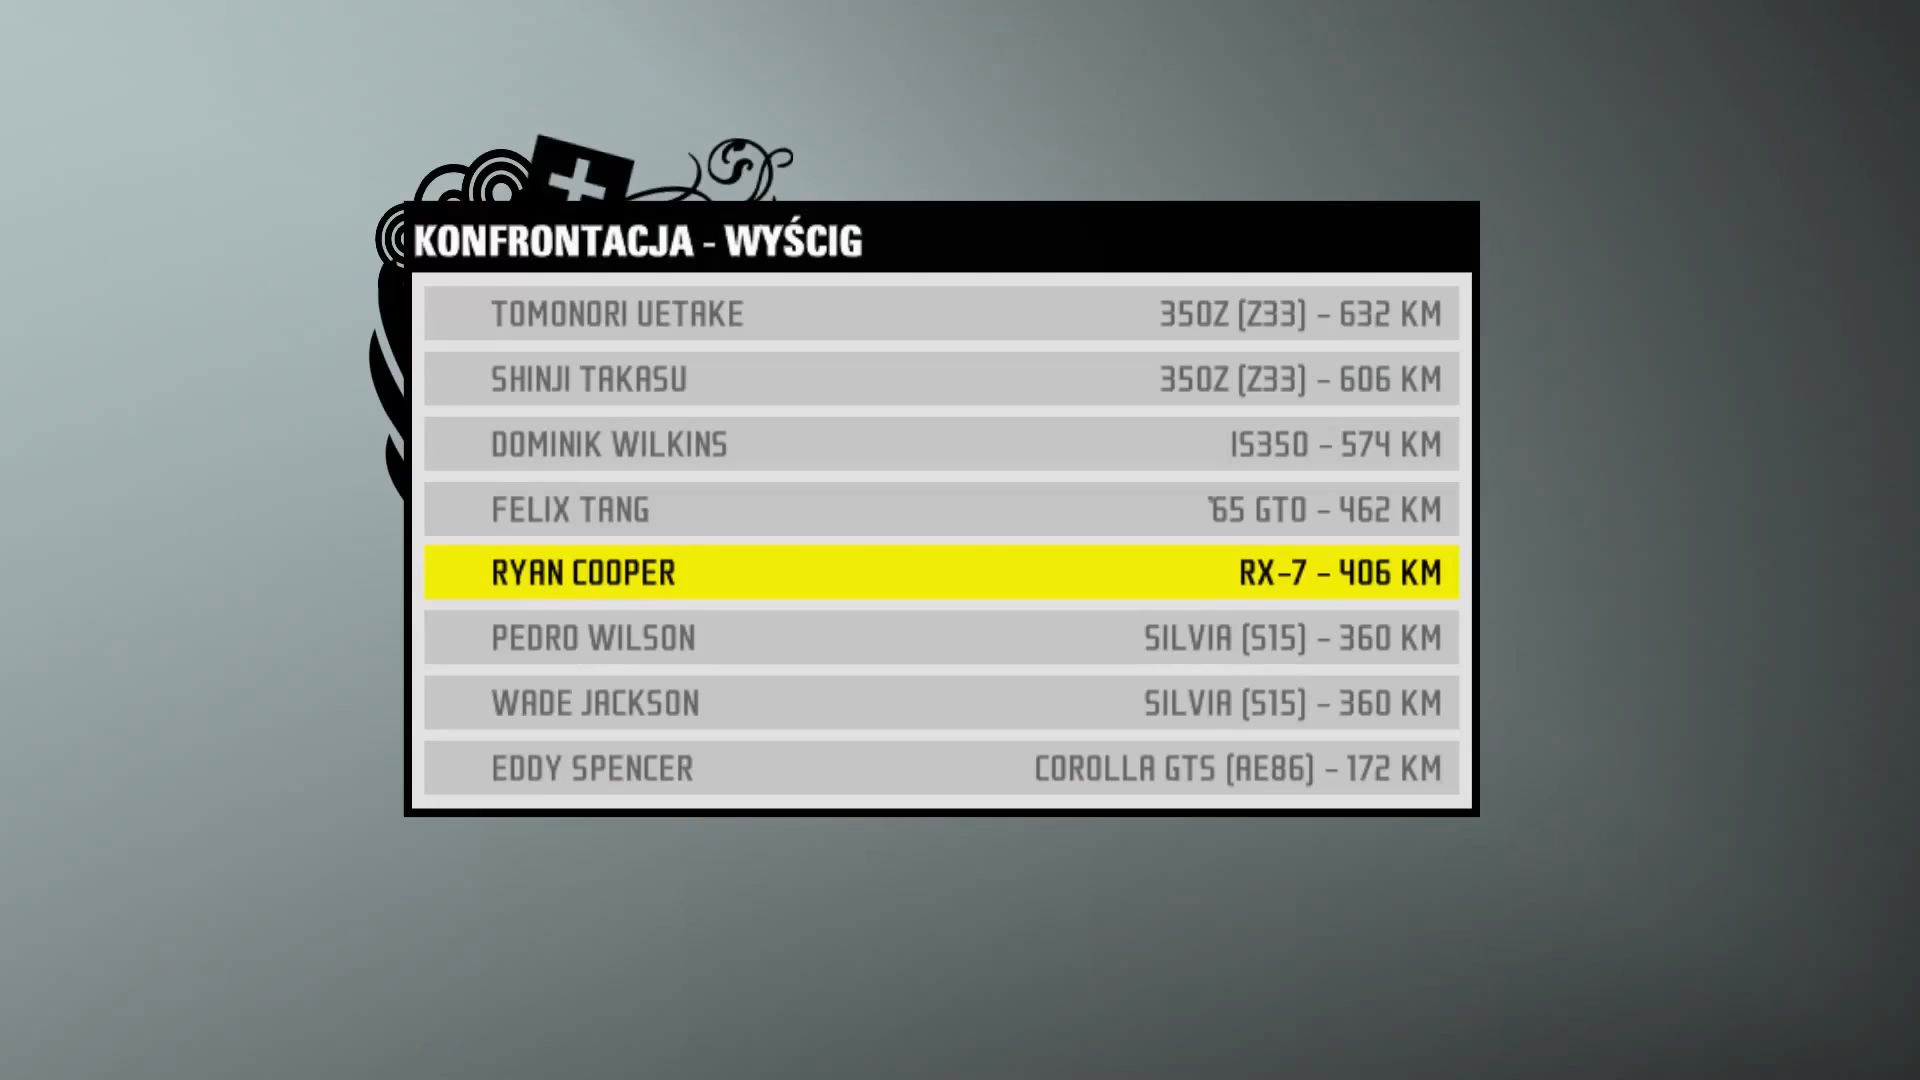 KONFRONTACJA - WYŚCIG
TOMONORI UETAKE 350Z (Z33) - 632 KM
SHINJI TAKASU 350Z (Z33) - 606 KM
DOMINIK WILKINS IS350 - 574 KM
FELIX TANG '65 GTO - 462 KM
RYAN COOPER RX-7 - 406 KM
PEDRO WILSON SILVIA (S15) - 360 KM
WADE JACKSON SILVIA (S15) - 360 KM
EDDY SPENCER COROLLA GTS (AE86) - 172 KM